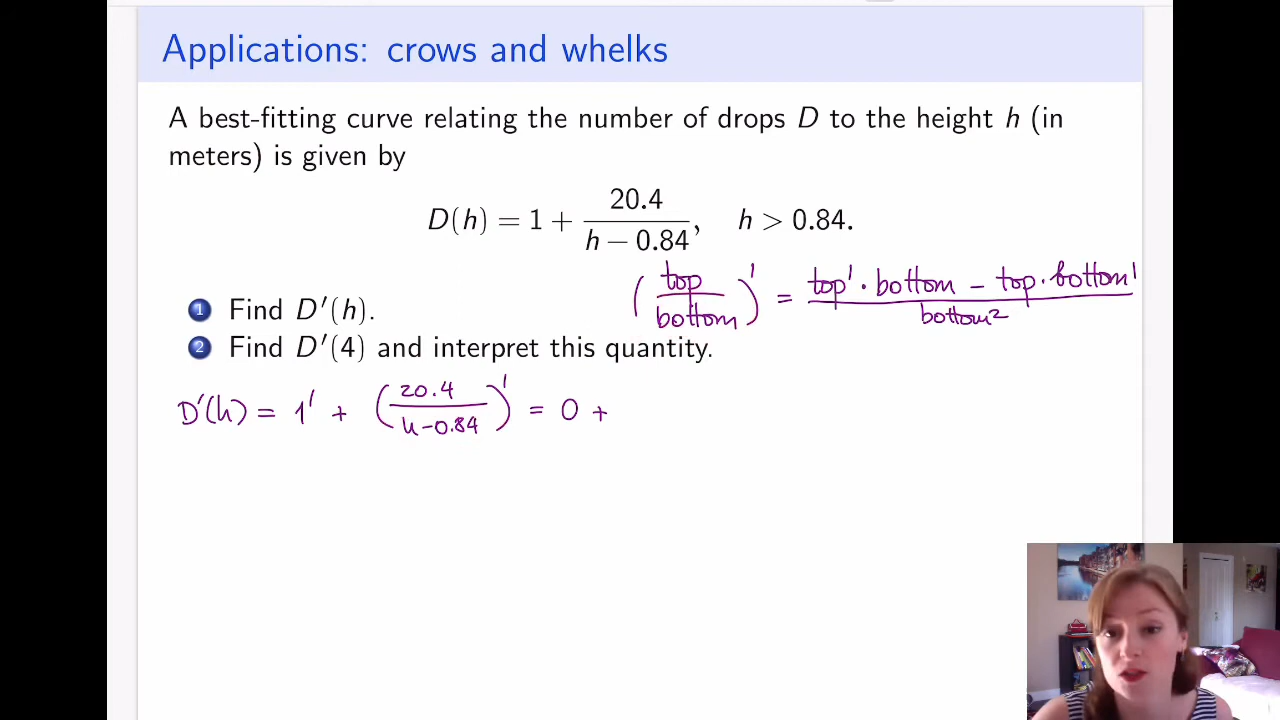 Applications: crows and whelks
A best-fitting curve relating the number of drops D to the height h (in
meters) is given by
D(h) = 1 + 20.4 / (h − 0.84), h > 0.84.
(top / bottom)' = (top' · bottom − top · bottom') / bottom²
1 Find D′(h).
2 Find D′(4) and interpret this quantity.
D'(h) = 1' + (20.4 / (h−0.84))' = 0 +